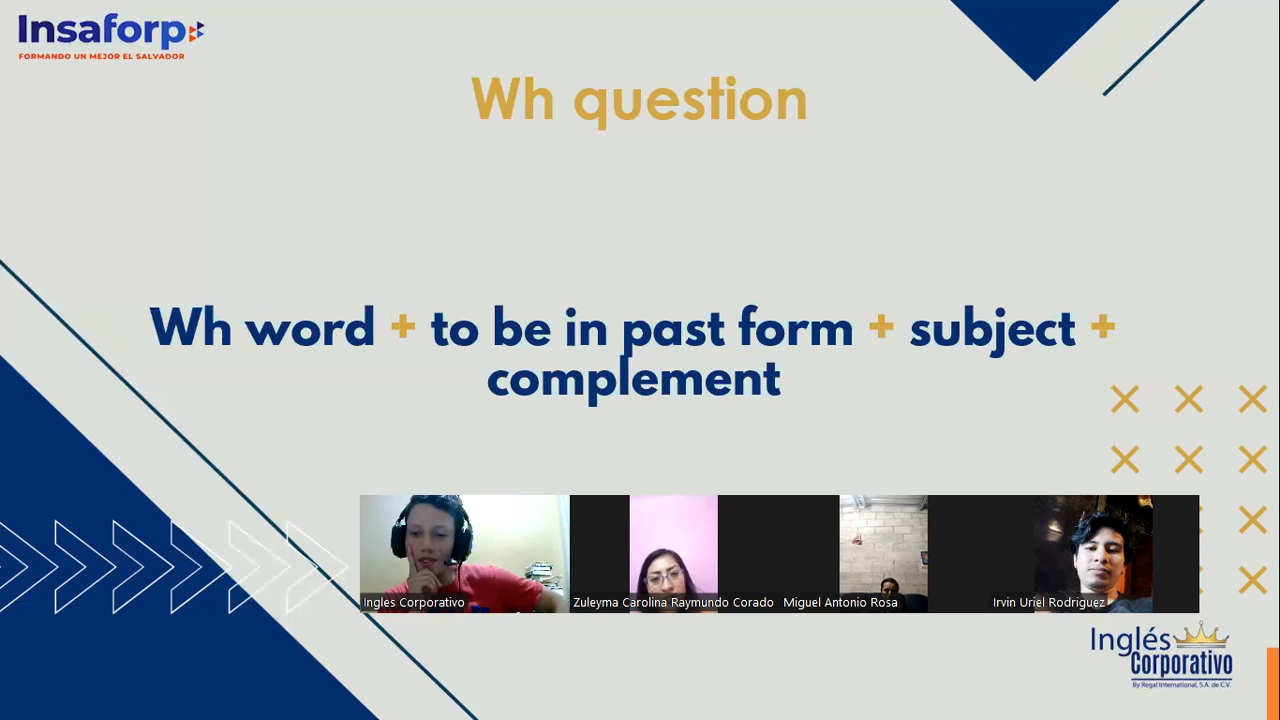 Insaforp
FORMANDO UN MEJOR EL SALVADOR
Wh question
Wh word + to be in past form + subject +
complement
Ingles Corporativo
Zuleyma Carolina Raymundo Corado
Miguel Antonio Rosa
Irvin Uriel Rodriguez
Inglés
Corporativo
By Regal International, S.A. de C.V.